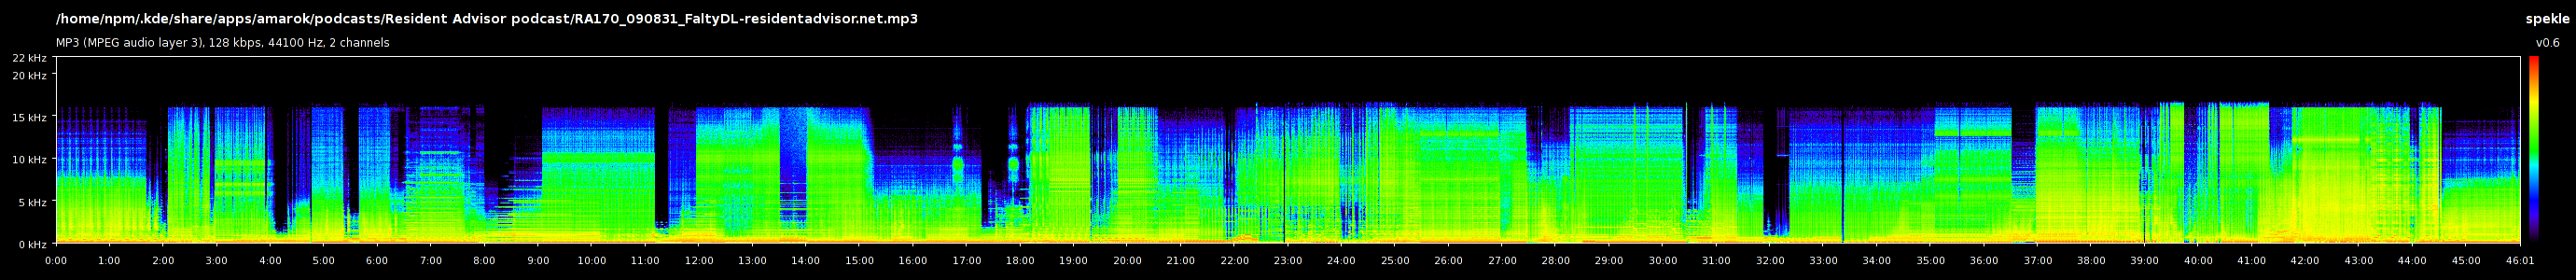 /home/npm/.kde/share/apps/amarok/podcasts/Resident Advisor podcast/RA170_090831_FaltyDL-residentadvisor.net.mp3
spekle
MP3 (MPEG audio layer 3), 128 kbps, 44100 Hz, 2 channels
v0.6
22 kHz
20 kHz
15 kHz
10 kHz
5 kHz
0 kHz
0:00 1:00 2:00 3:00 4:00 5:00 6:00 7:00 8:00 9:00 10:00 11:00 12:00 13:00 14:00 15:00 16:00 17:00 18:00 19:00 20:00 21:00 22:00 23:00 24:00 25:00 26:00 27:00 28:00 29:00 30:00 31:00 32:00 33:00 34:00 35:00 36:00 37:00 38:00 39:00 40:00 41:00 42:00 43:00 44:00 45:00 46:01